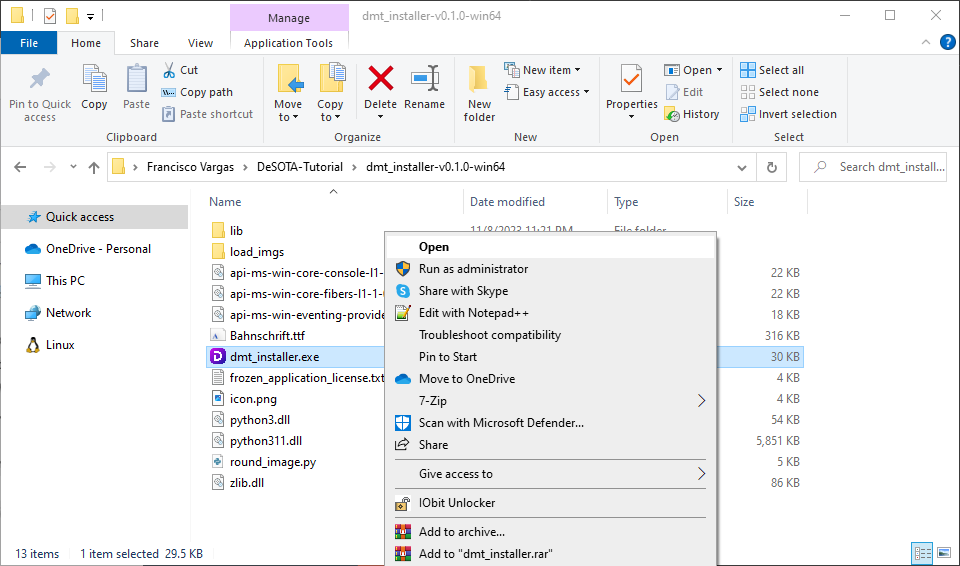 Manage
dmt_installer-v0.1.0-win64
File
Home
Share
View
Application Tools
Pin to Quick
access
Copy
Paste
Cut
Copy path
Paste shortcut
Clipboard
Move
to
Copy
to
Delete
Rename
Organize
New
folder
New item
Easy access
New
Properties
Open
Edit
History
Open
Select all
Select none
Invert selection
Select
Francisco Vargas
DeSOTA-Tutorial
dmt_installer-v0.1.0-win64
Search dmt_install...
Name
Date modified
Type
Size
Quick access
OneDrive - Personal
This PC
Network
Linux
lib
11/8/2023 11:21 PM
File folder
load_imgs
api-ms-win-core-console-l1-
22 KB
api-ms-win-core-fibers-l1-1-
22 KB
api-ms-win-eventing-provide
18 KB
Bahnschrift.ttf
316 KB
dmt_installer.exe
30 KB
frozen_application_license.txt
4 KB
icon.png
4 KB
python3.dll
54 KB
python311.dll
5,851 KB
round_image.py
5 KB
zlib.dll
86 KB
Open
Run as administrator
Share with Skype
Edit with Notepad++
Troubleshoot compatibility
Pin to Start
Move to OneDrive
7-Zip
Scan with Microsoft Defender...
Share
Give access to
IObit Unlocker
Add to archive...
Add to "dmt_installer.rar"
13 items
1 item selected
29.5 KB